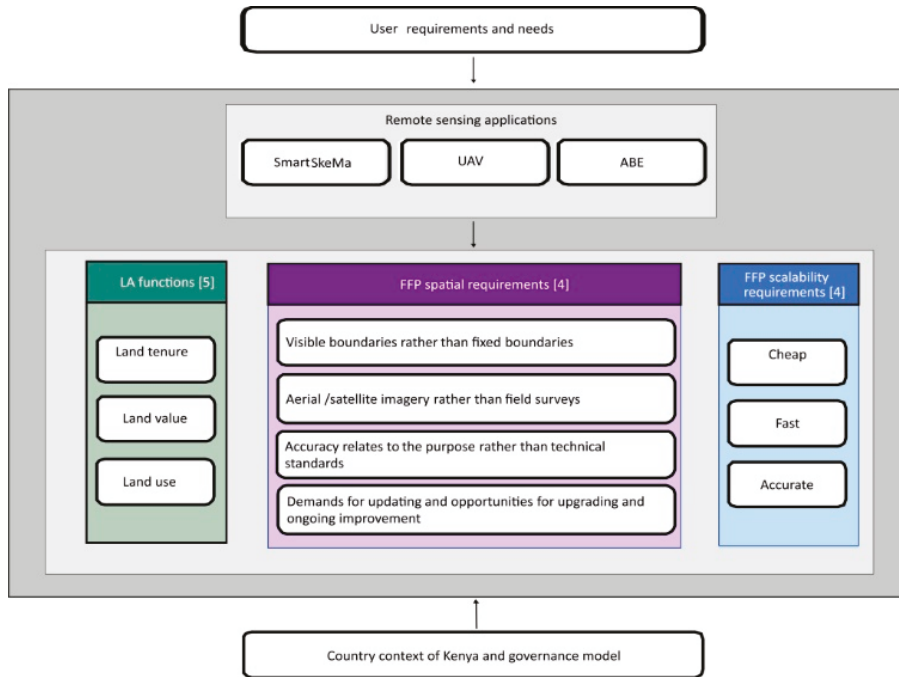 User requirements and needs
Remote sensing applications
SmartSkeMa
UAV
ABE
LA functions [5]
Land tenure
Land value
Land use
FFP spatial requirements [4]
Visible boundaries rather than fixed boundaries
Aerial /satellite imagery rather than field surveys
Accuracy relates to the purpose rather than technical
standards
Demands for updating and opportunities for upgrading and
ongoing improvement
FFP scalability
requirements [4]
Cheap
Fast
Accurate
Country context of Kenya and governance model